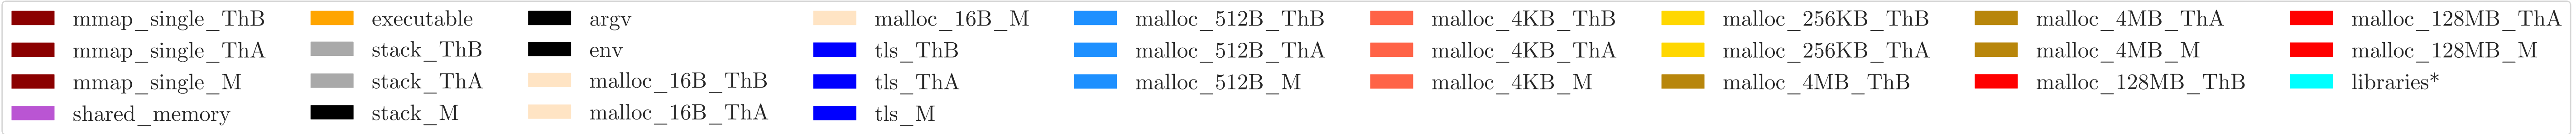 mmap_single_ThB
mmap_single_ThA
mmap_single_M
shared_memory
executable
stack_ThB
stack_ThA
stack_M
argv
env
malloc_16B_ThB
malloc_16B_ThA
malloc_16B_M
tls_ThB
tls_ThA
tls_M
malloc_512B_ThB
malloc_512B_ThA
malloc_512B_M
malloc_4KB_ThB
malloc_4KB_ThA
malloc_4KB_M
malloc_256KB_ThB
malloc_256KB_ThA
malloc_4MB_ThB
malloc_4MB_ThA
malloc_4MB_M
malloc_128MB_ThB
malloc_128MB_ThA
malloc_128MB_M
libraries*